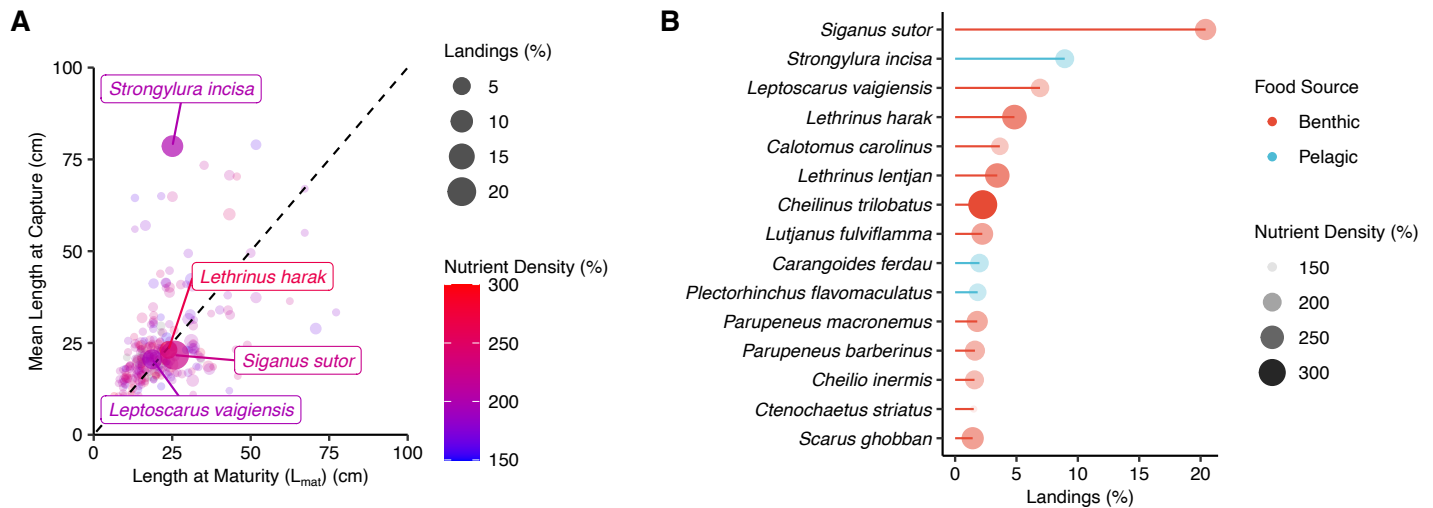 A
Landings (%)
5
10
15
20
Nutrient Density (%)
300
250
200
150
Mean Length at Capture (cm)
100
75
50
25
0
Strongylura incisa
Lethrinus harak
Siganus sutor
Leptoscarus vaigiensis
0 25 50 75 100
Length at Maturity (Lmat) (cm)
B
Siganus sutor
Strongylura incisa
Leptoscarus vaigiensis
Lethrinus harak
Calotomus carolinus
Lethrinus lentjan
Cheilinus trilobatus
Lutjanus fulviflamma
Carangoides ferdau
Plectorhinchus flavomaculatus
Parupeneus macronemus
Parupeneus barberinus
Cheilio inermis
Ctenochaetus striatus
Scarus ghobban
0 5 10 15 20
Landings (%)
Food Source
Benthic
Pelagic
Nutrient Density (%)
150
200
250
300